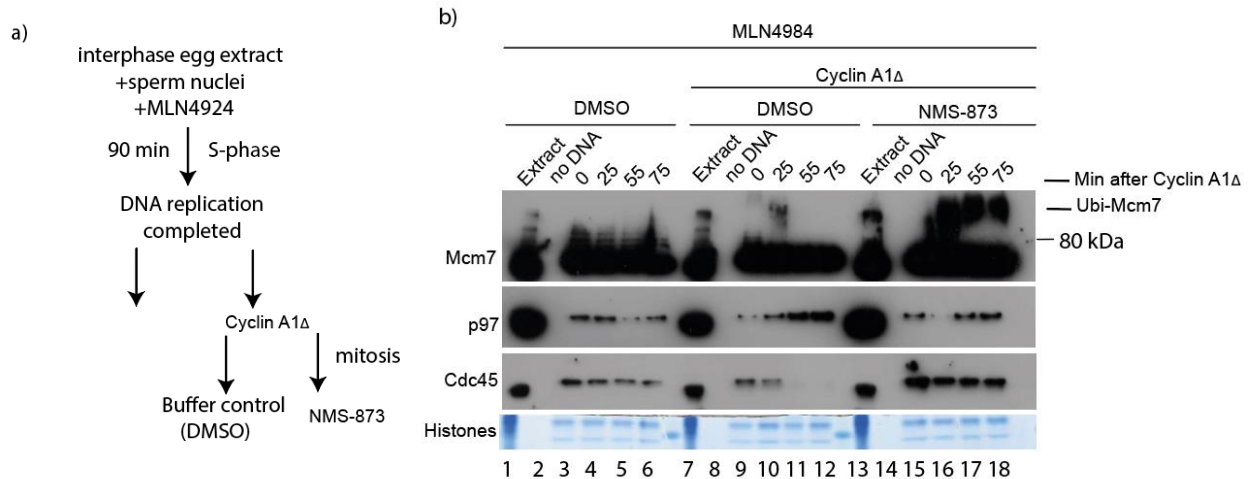 a)
interphase egg extract
+sperm nuclei
+MLN4924
90 min
S-phase
DNA replication
completed
Cyclin A1Δ
mitosis
Buffer control
(DMSO)
NMS-873
b)
MLN4984
Cyclin A1Δ
DMSO DMSO NMS-873
Extract no DNA 0 25 55 75 Extract no DNA 0 25 55 75 Extract no DNA 0 25 55 75
Min after Cyclin A1Δ
Ubi-Mcm7
80 kDa
Mcm7
p97
Cdc45
Histones
1 2 3 4 5 6 7 8 9 10 11 12 13 14 15 16 17 18